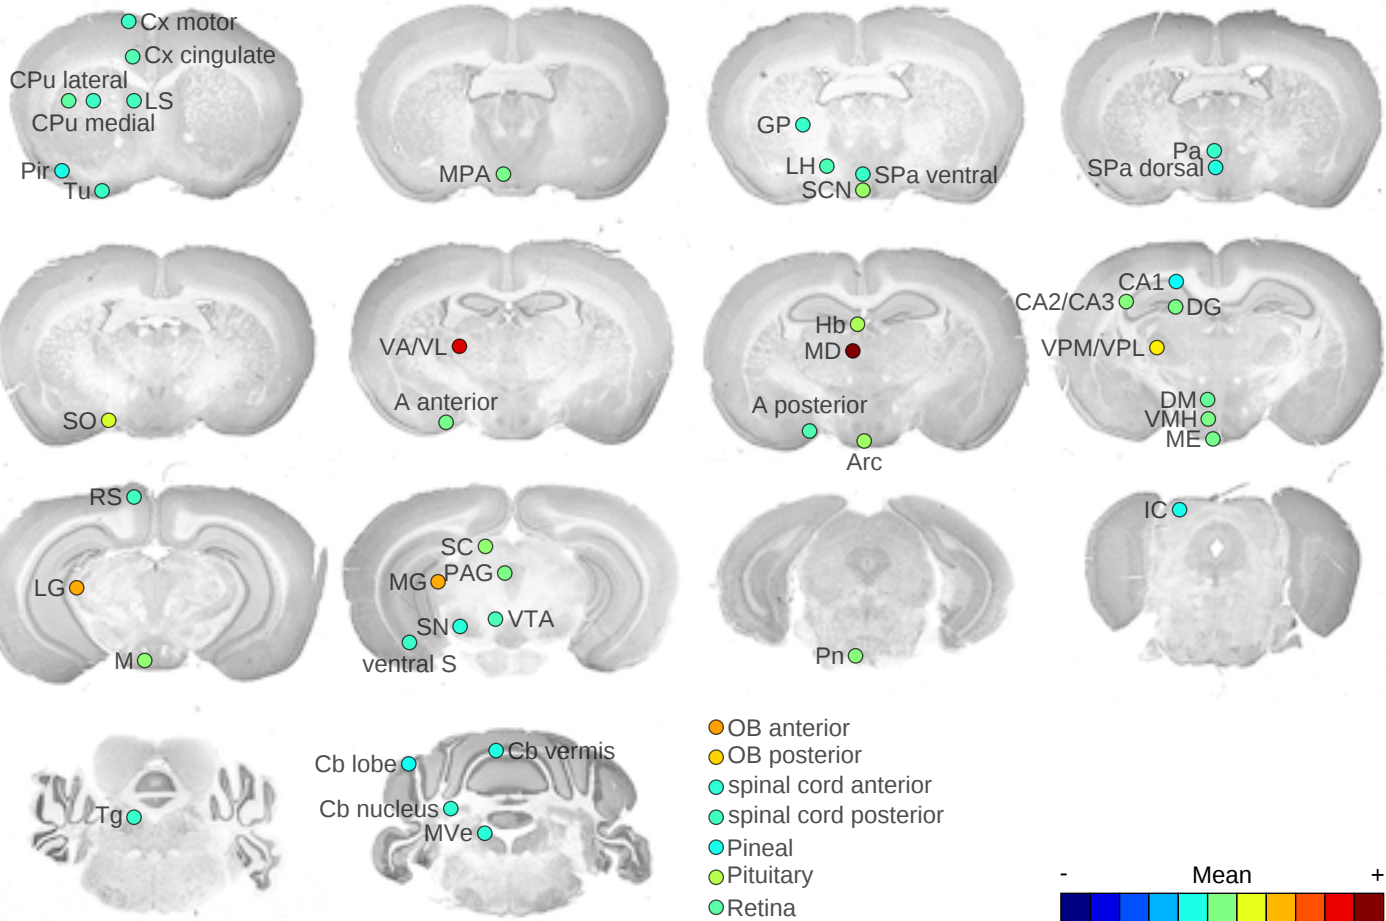 Cx motor
Cx cingulate
CPu lateral
LS
CPu medial
Pir
Tu
MPA
GP
LH
SPa ventral
SCN
Pa
SPa dorsal
SO
VA/VL
A anterior
Hb
MD
A posterior
Arc
CA1
CA2/CA3
DG
VPM/VPL
DM
VMH
ME
RS
LG
M
SC
PAG
MG
VTA
SN
ventral S
Pn
IC
Tg
Cb vermis
Cb lobe
Cb nucleus
MVe
OB anterior
OB posterior
spinal cord anterior
spinal cord posterior
Pineal
Pituitary
Retina
- Mean +